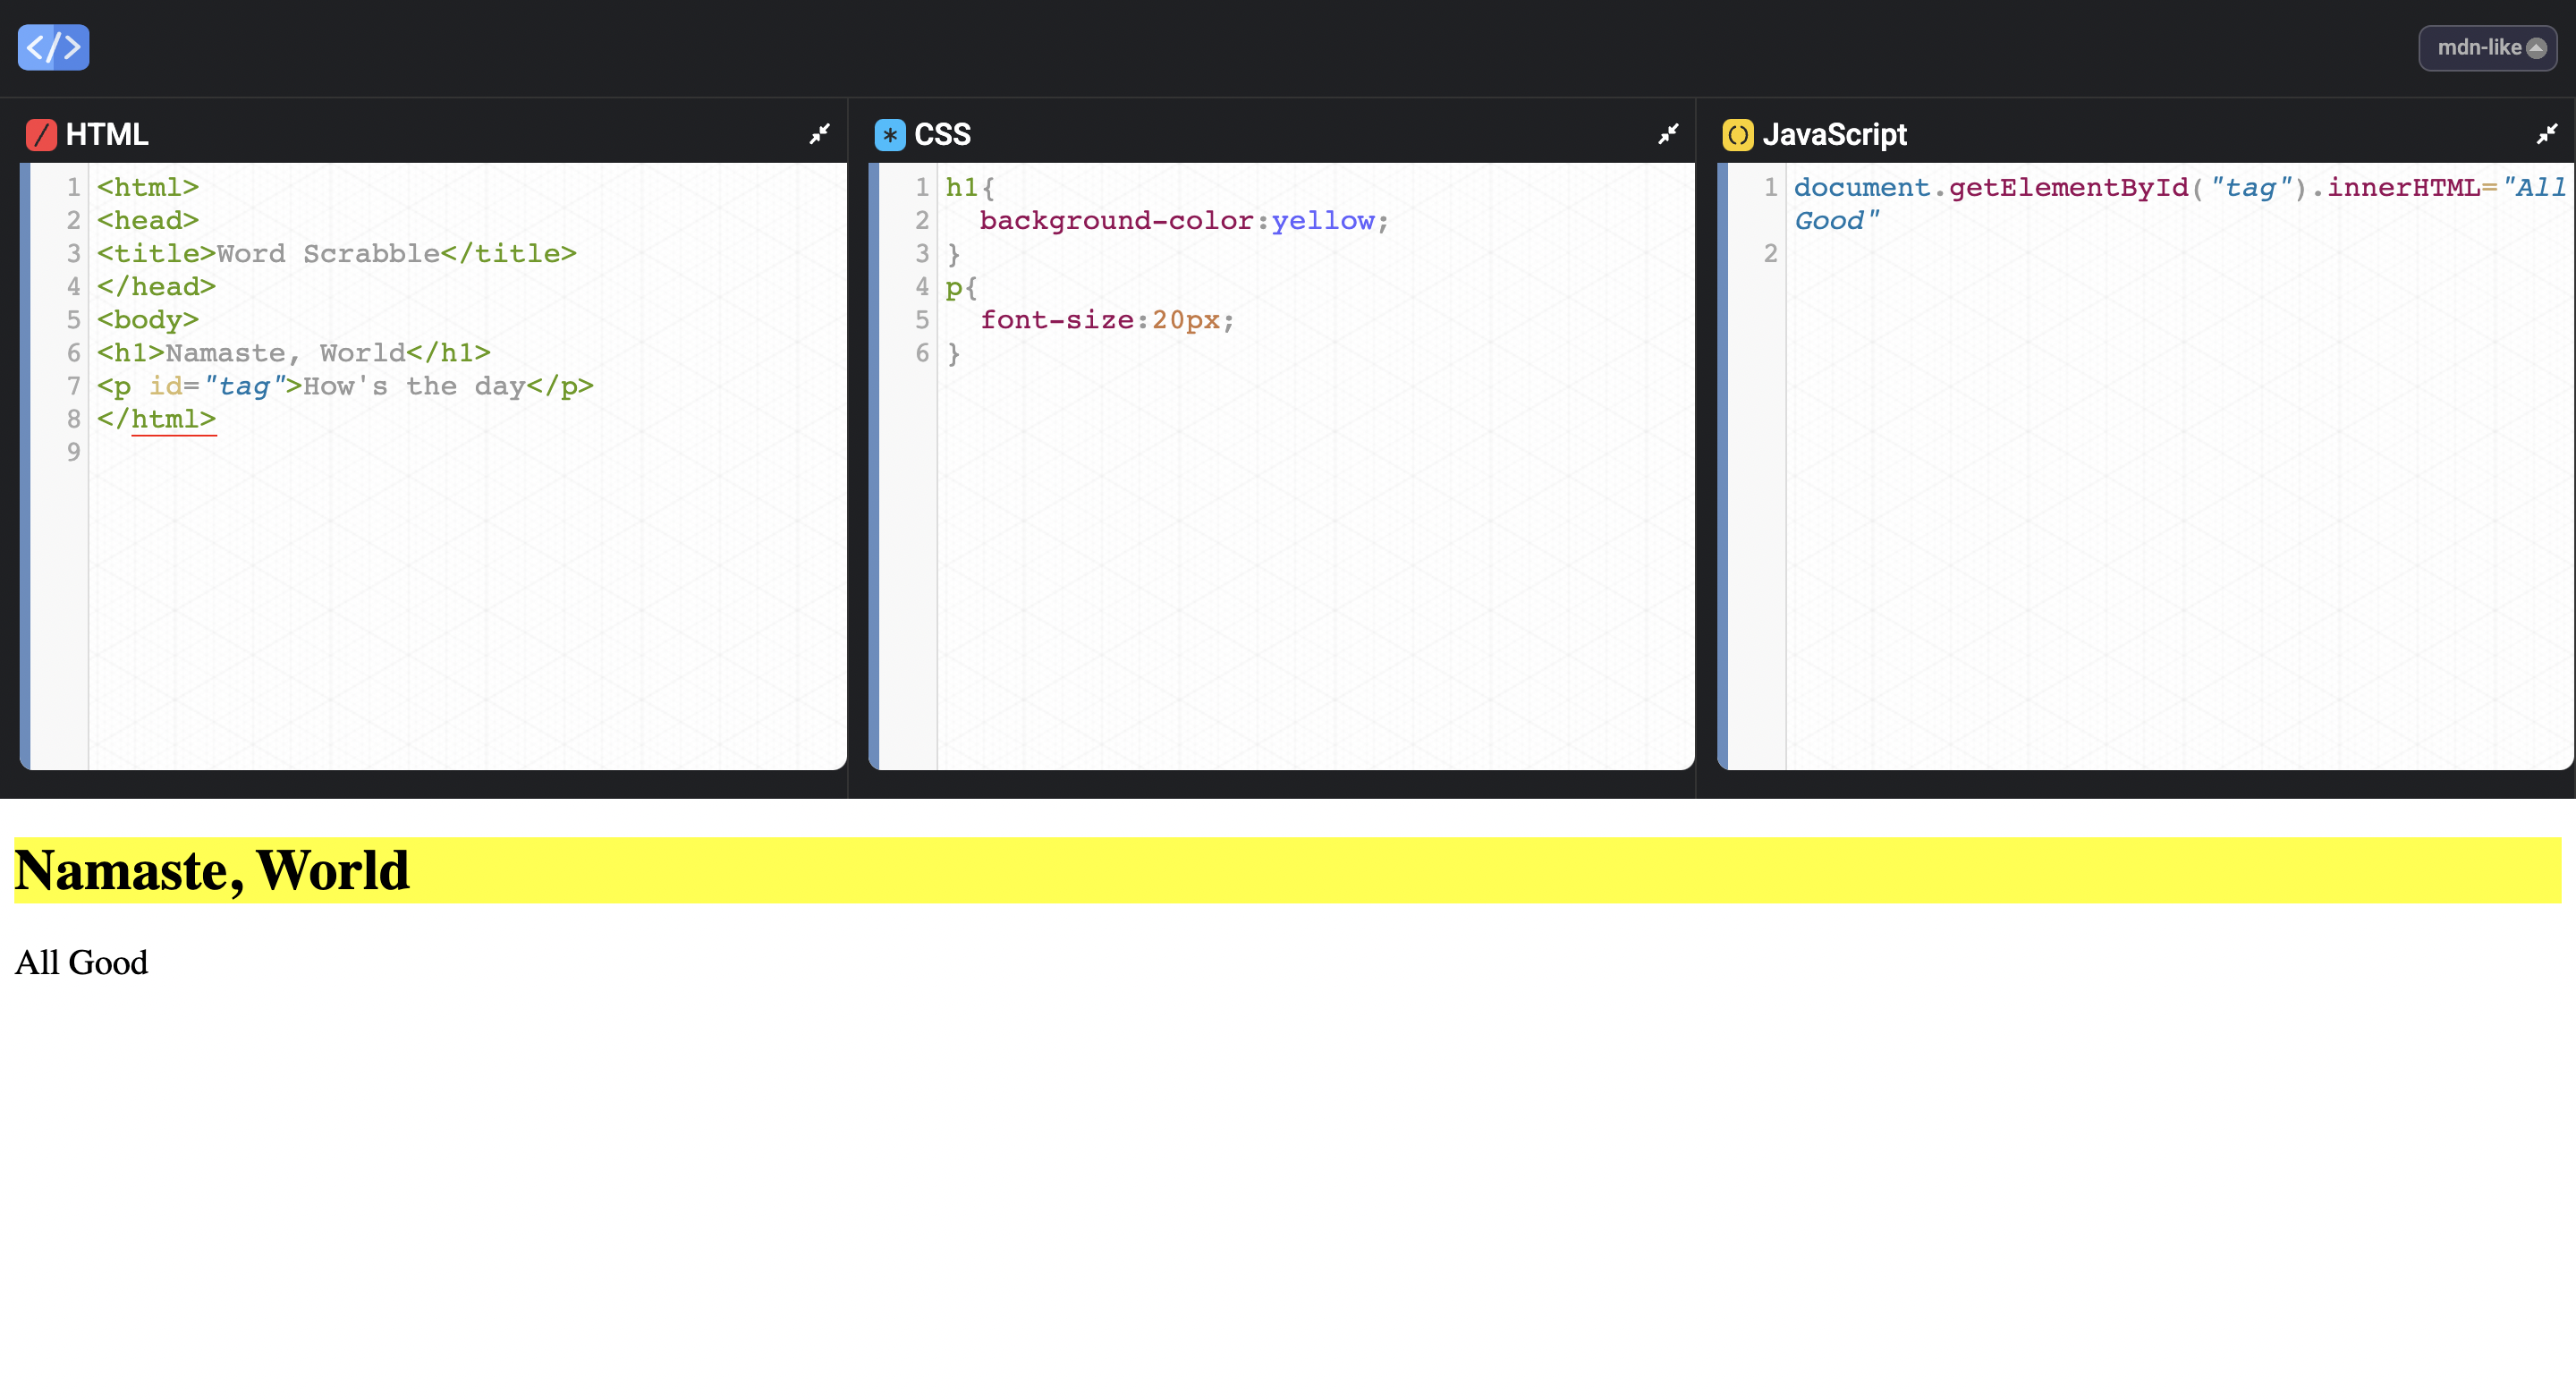 </>
mdn-like
/ HTML
1 <html>
2 <head>
3 <title>Word Scrabble</title>
4 </head>
5 <body>
6 <h1>Namaste, World</h1>
7 <p id="tag">How's the day</p>
8 </html>
9
* CSS
1 h1{
2   background-color:yellow;
3 }
4 p{
5   font-size:20px;
6 }
() JavaScript
1 document.getElementById("tag").innerHTML="All
Good"
2
Namaste, World
All Good